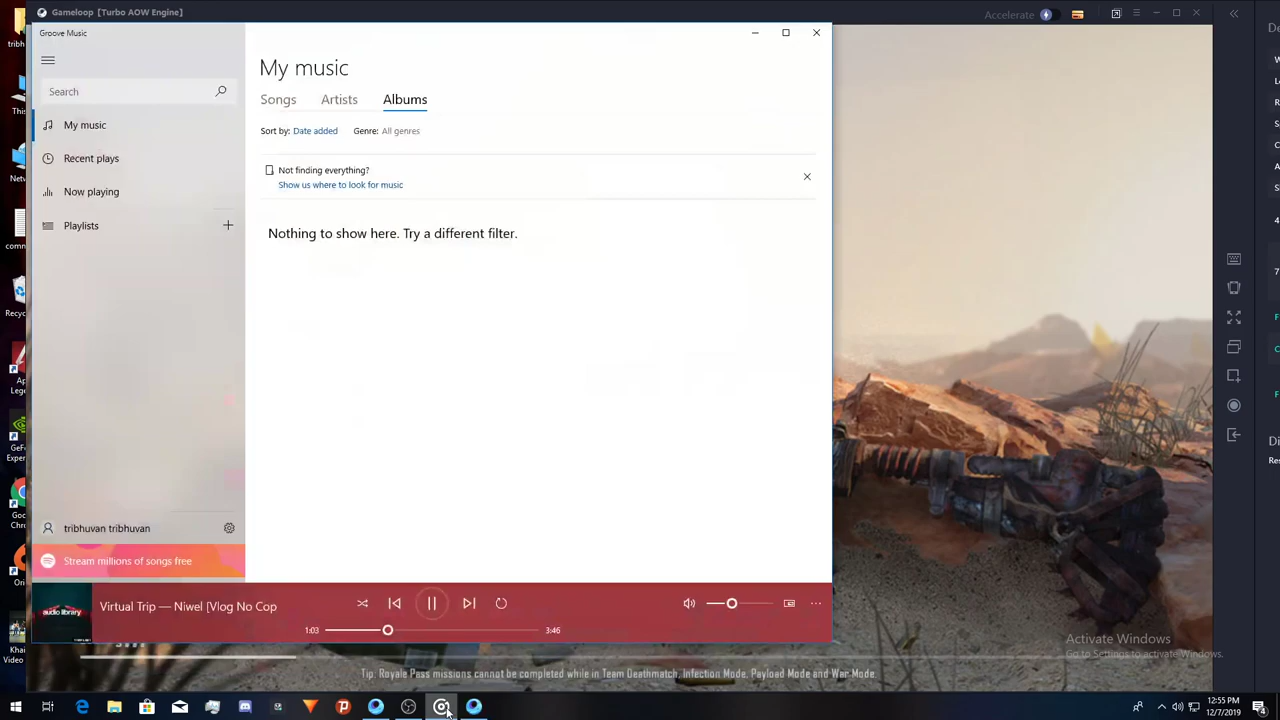 Gameloop [Turbo AOW Engine]
Accelerate
Groove Music
My music
Search
Songs Artists Albums
My music
Sort by: Date added Genre: All genres
Recent plays
Not finding everything?
Show us where to look for music
Now playing
Playlists
Nothing to show here. Try a different filter.
tribhuvan tribhuvan
Stream millions of songs free
audio library
Virtual Trip — Niwel [Vlog No Cop
1:03
3:46
Activate Windows
Go to Settings to activate Windows.
Tip: Royale Pass missions cannot be completed while in Team Deathmatch, Infection Mode, Payload Mode and War Mode.
12:55 PM
12/7/2019
4